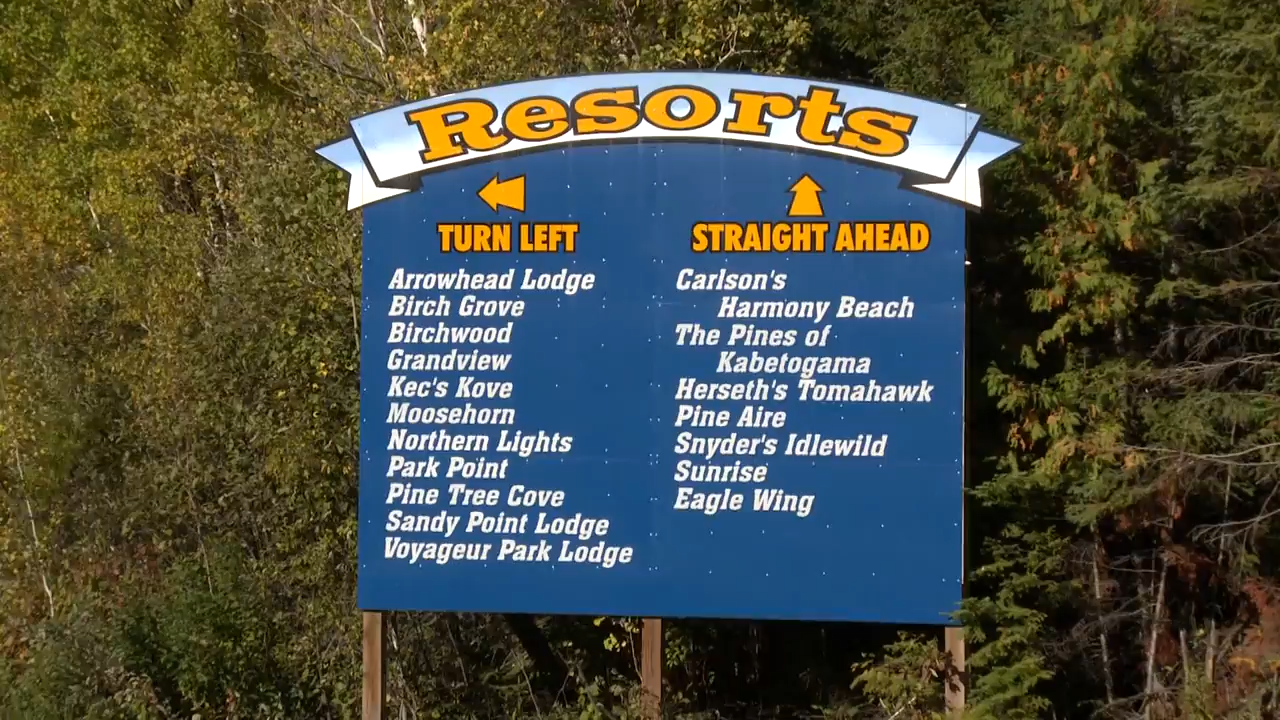 Resorts
TURN LEFT
Arrowhead Lodge
Birch Grove
Birchwood
Grandview
Kec's Kove
Moosehorn
Northern Lights
Park Point
Pine Tree Cove
Sandy Point Lodge
Voyageur Park Lodge
STRAIGHT AHEAD
Carlson's
Harmony Beach
The Pines of
Kabetogama
Herseth's Tomahawk
Pine Aire
Snyder's Idlewild
Sunrise
Eagle Wing